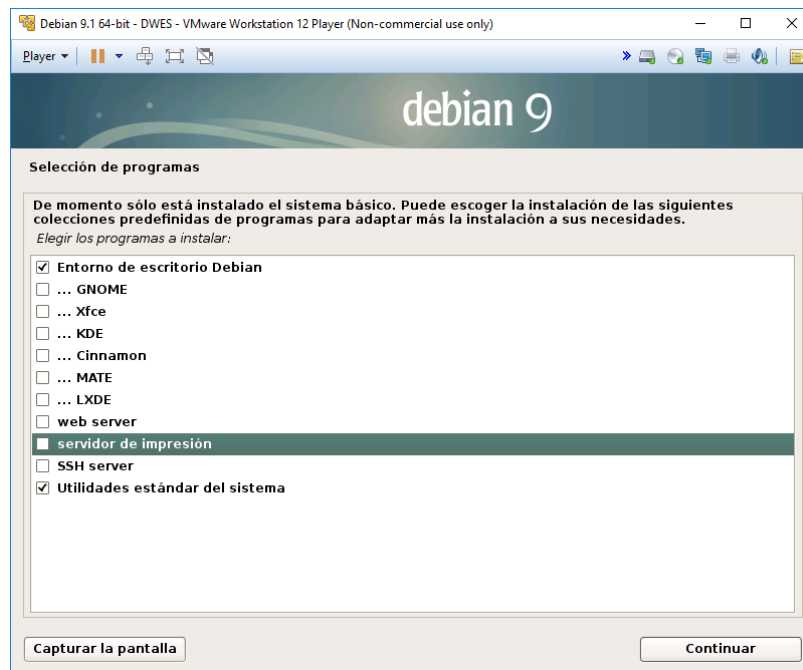 Debian 9.1 64-bit - DWES - VMware Workstation 12 Player (Non-commercial use only)
Player
debian 9
Selección de programas
De momento sólo está instalado el sistema básico. Puede escoger la instalación de las siguientes
colecciones predefinidas de programas para adaptar más la instalación a sus necesidades.
Elegir los programas a instalar:
Entorno de escritorio Debian
... GNOME
... Xfce
... KDE
... Cinnamon
... MATE
... LXDE
web server
servidor de impresión
SSH server
Utilidades estándar del sistema
Capturar la pantalla
Continuar